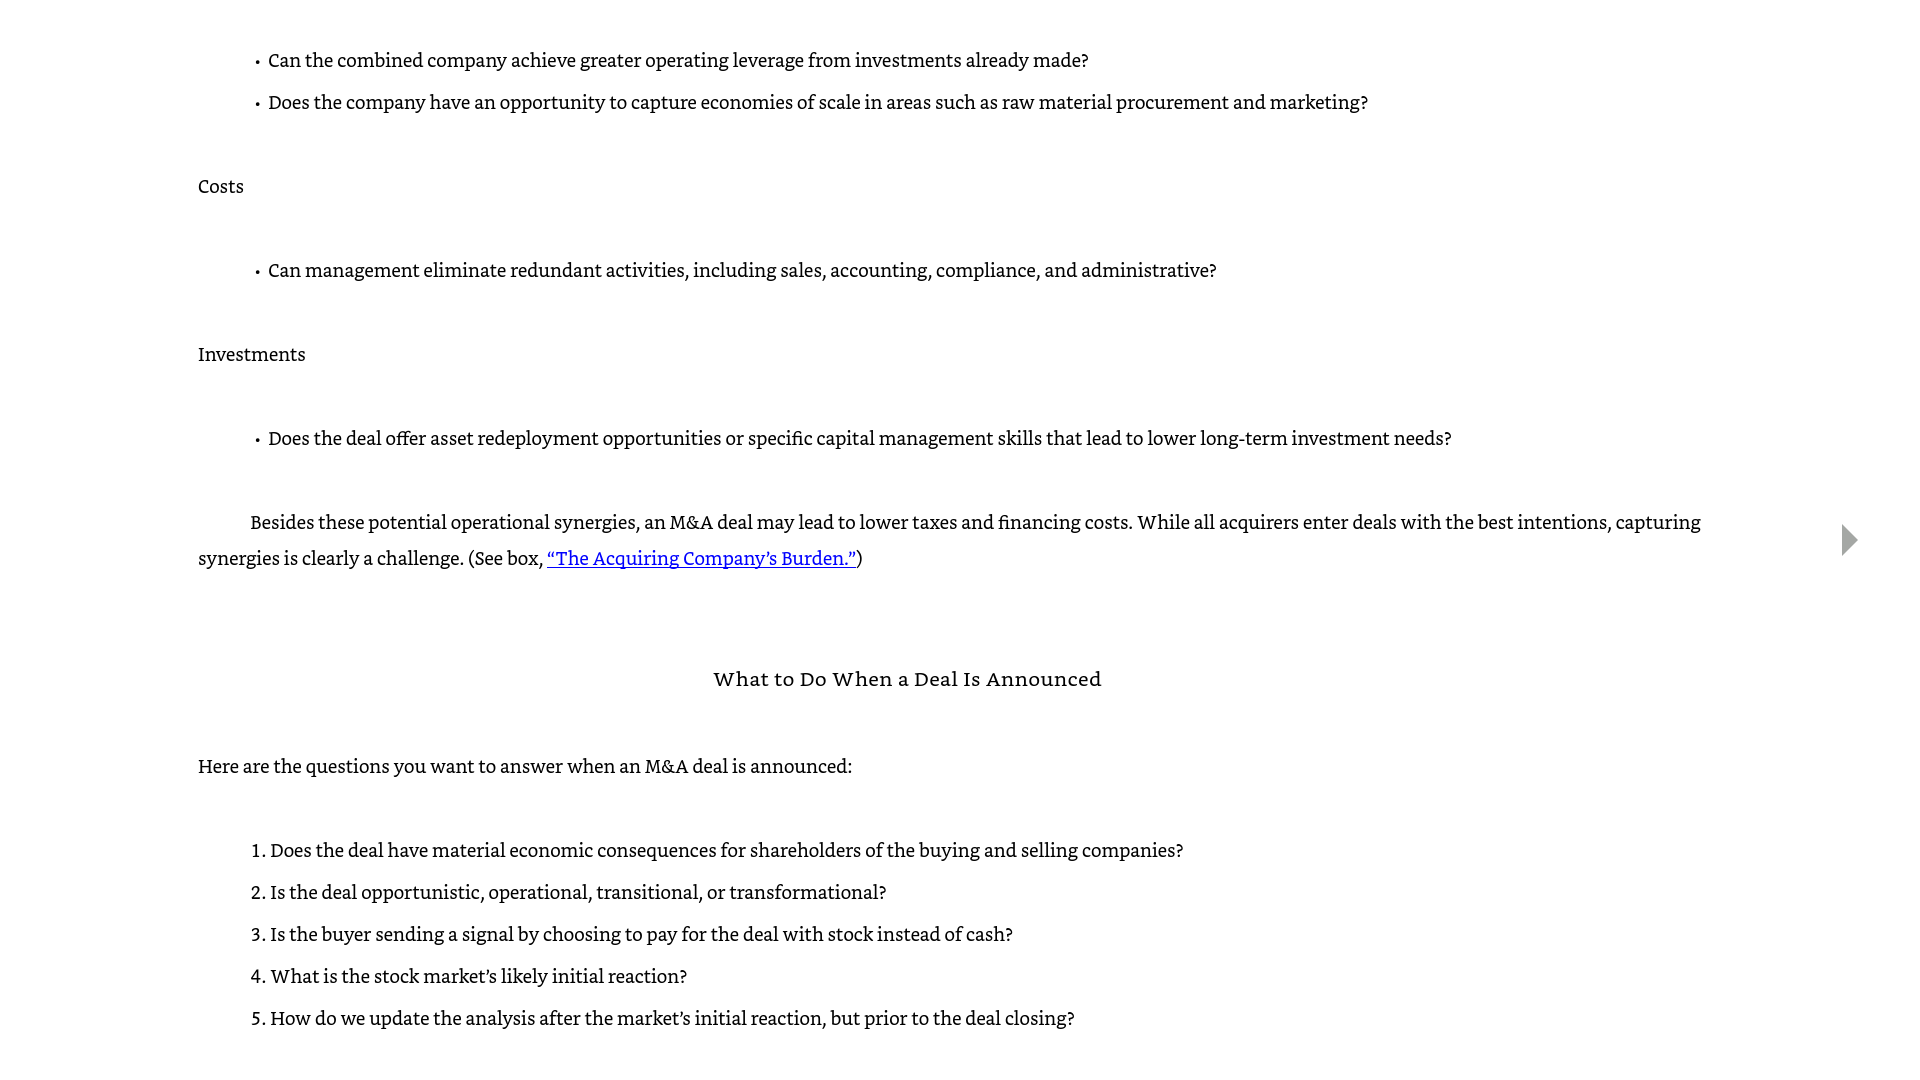 • Can the combined company achieve greater operating leverage from investments already made?
• Does the company have an opportunity to capture economies of scale in areas such as raw material procurement and marketing?
Costs
• Can management eliminate redundant activities, including sales, accounting, compliance, and administrative?
Investments
• Does the deal offer asset redeployment opportunities or specific capital management skills that lead to lower long-term investment needs?
Besides these potential operational synergies, an M&A deal may lead to lower taxes and financing costs. While all acquirers enter deals with the best intentions, capturing
synergies is clearly a challenge. (See box, “The Acquiring Company’s Burden.”)
What to Do When a Deal Is Announced
Here are the questions you want to answer when an M&A deal is announced:
1. Does the deal have material economic consequences for shareholders of the buying and selling companies?
2. Is the deal opportunistic, operational, transitional, or transformational?
3. Is the buyer sending a signal by choosing to pay for the deal with stock instead of cash?
4. What is the stock market’s likely initial reaction?
5. How do we update the analysis after the market’s initial reaction, but prior to the deal closing?